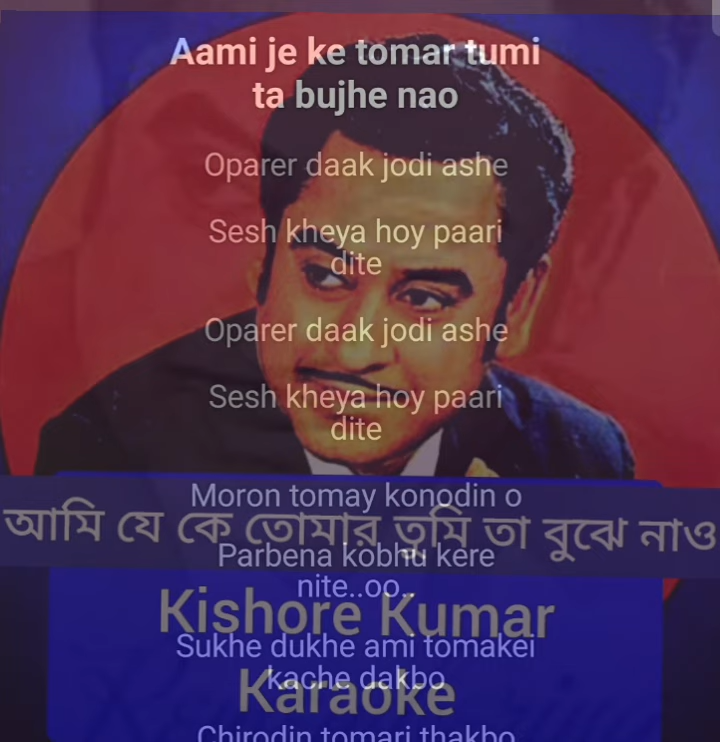 Aami je ke tomar tumi
ta bujhe nao
Oparer daak jodi ashe
Sesh kheya hoy paari
dite
Oparer daak jodi ashe
Sesh kheya hoy paari
dite
Moron tomay konodin o
আমি যে কে তোমার তুমি তা বুঝে নাও
Parbena kobhu kere
nite..oo..
Kishore Kumar
Sukhe dukhe ami tomakei
kache dakbo
Karaoke
Chirodin tomari thakbo